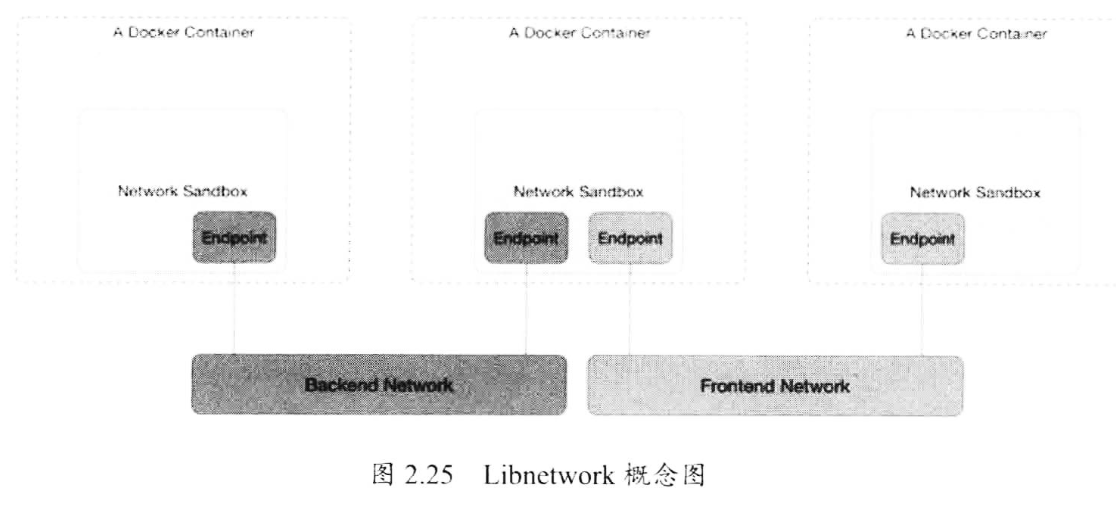 A Docker Container A Docker Container A Docker Container
Network Sandbox Network Sandbox Network Sandbox
Endpoint Endpoint Endpoint Endpoint
Backend Network Frontend Network
图 2.25 Libnetwork 概念图